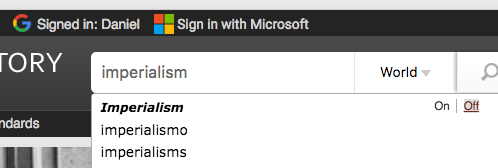 Signed in: Daniel Sign in with Microsoft
TORY imperialism World
Imperialism On Off
imperialismo
ndards
imperialisms